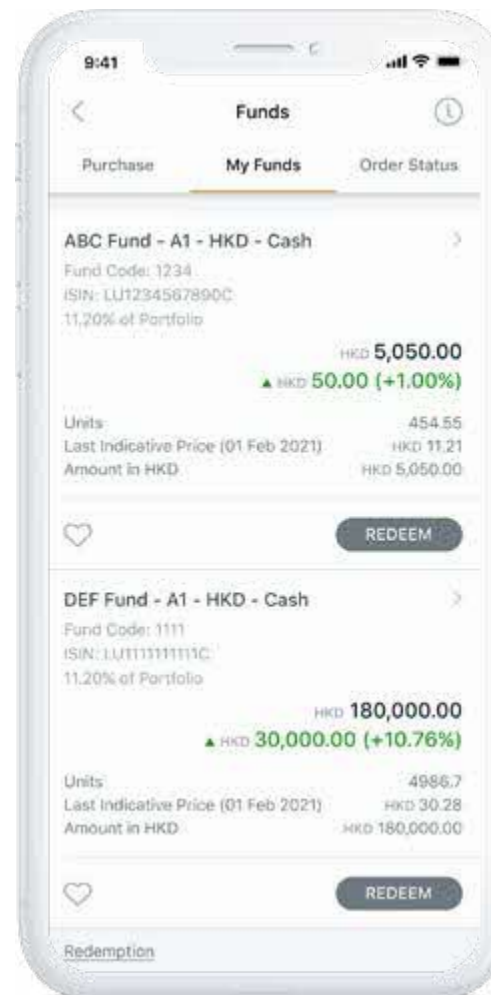 9:41
Funds
Purchase My Funds Order Status
ABC Fund - A1 - HKD - Cash
Fund Code: 1234
ISIN: LU1234567890C
11.20% of Portfolio
HKD 5,050.00
▲ HKD 50.00 (+1.00%)
Units 454.55
Last Indicative Price (01 Feb 2021) HKD 11.21
Amount in HKD HKD 5,050.00
REDEEM
DEF Fund - A1 - HKD - Cash
Fund Code: 1111
ISIN: LU1111111111C
11.20% of Portfolio
HKD 180,000.00
▲ HKD 30,000.00 (+10.76%)
Units 4986.7
Last Indicative Price (01 Feb 2021) HKD 30.28
Amount in HKD HKD 180,000.00
REDEEM
Redemption